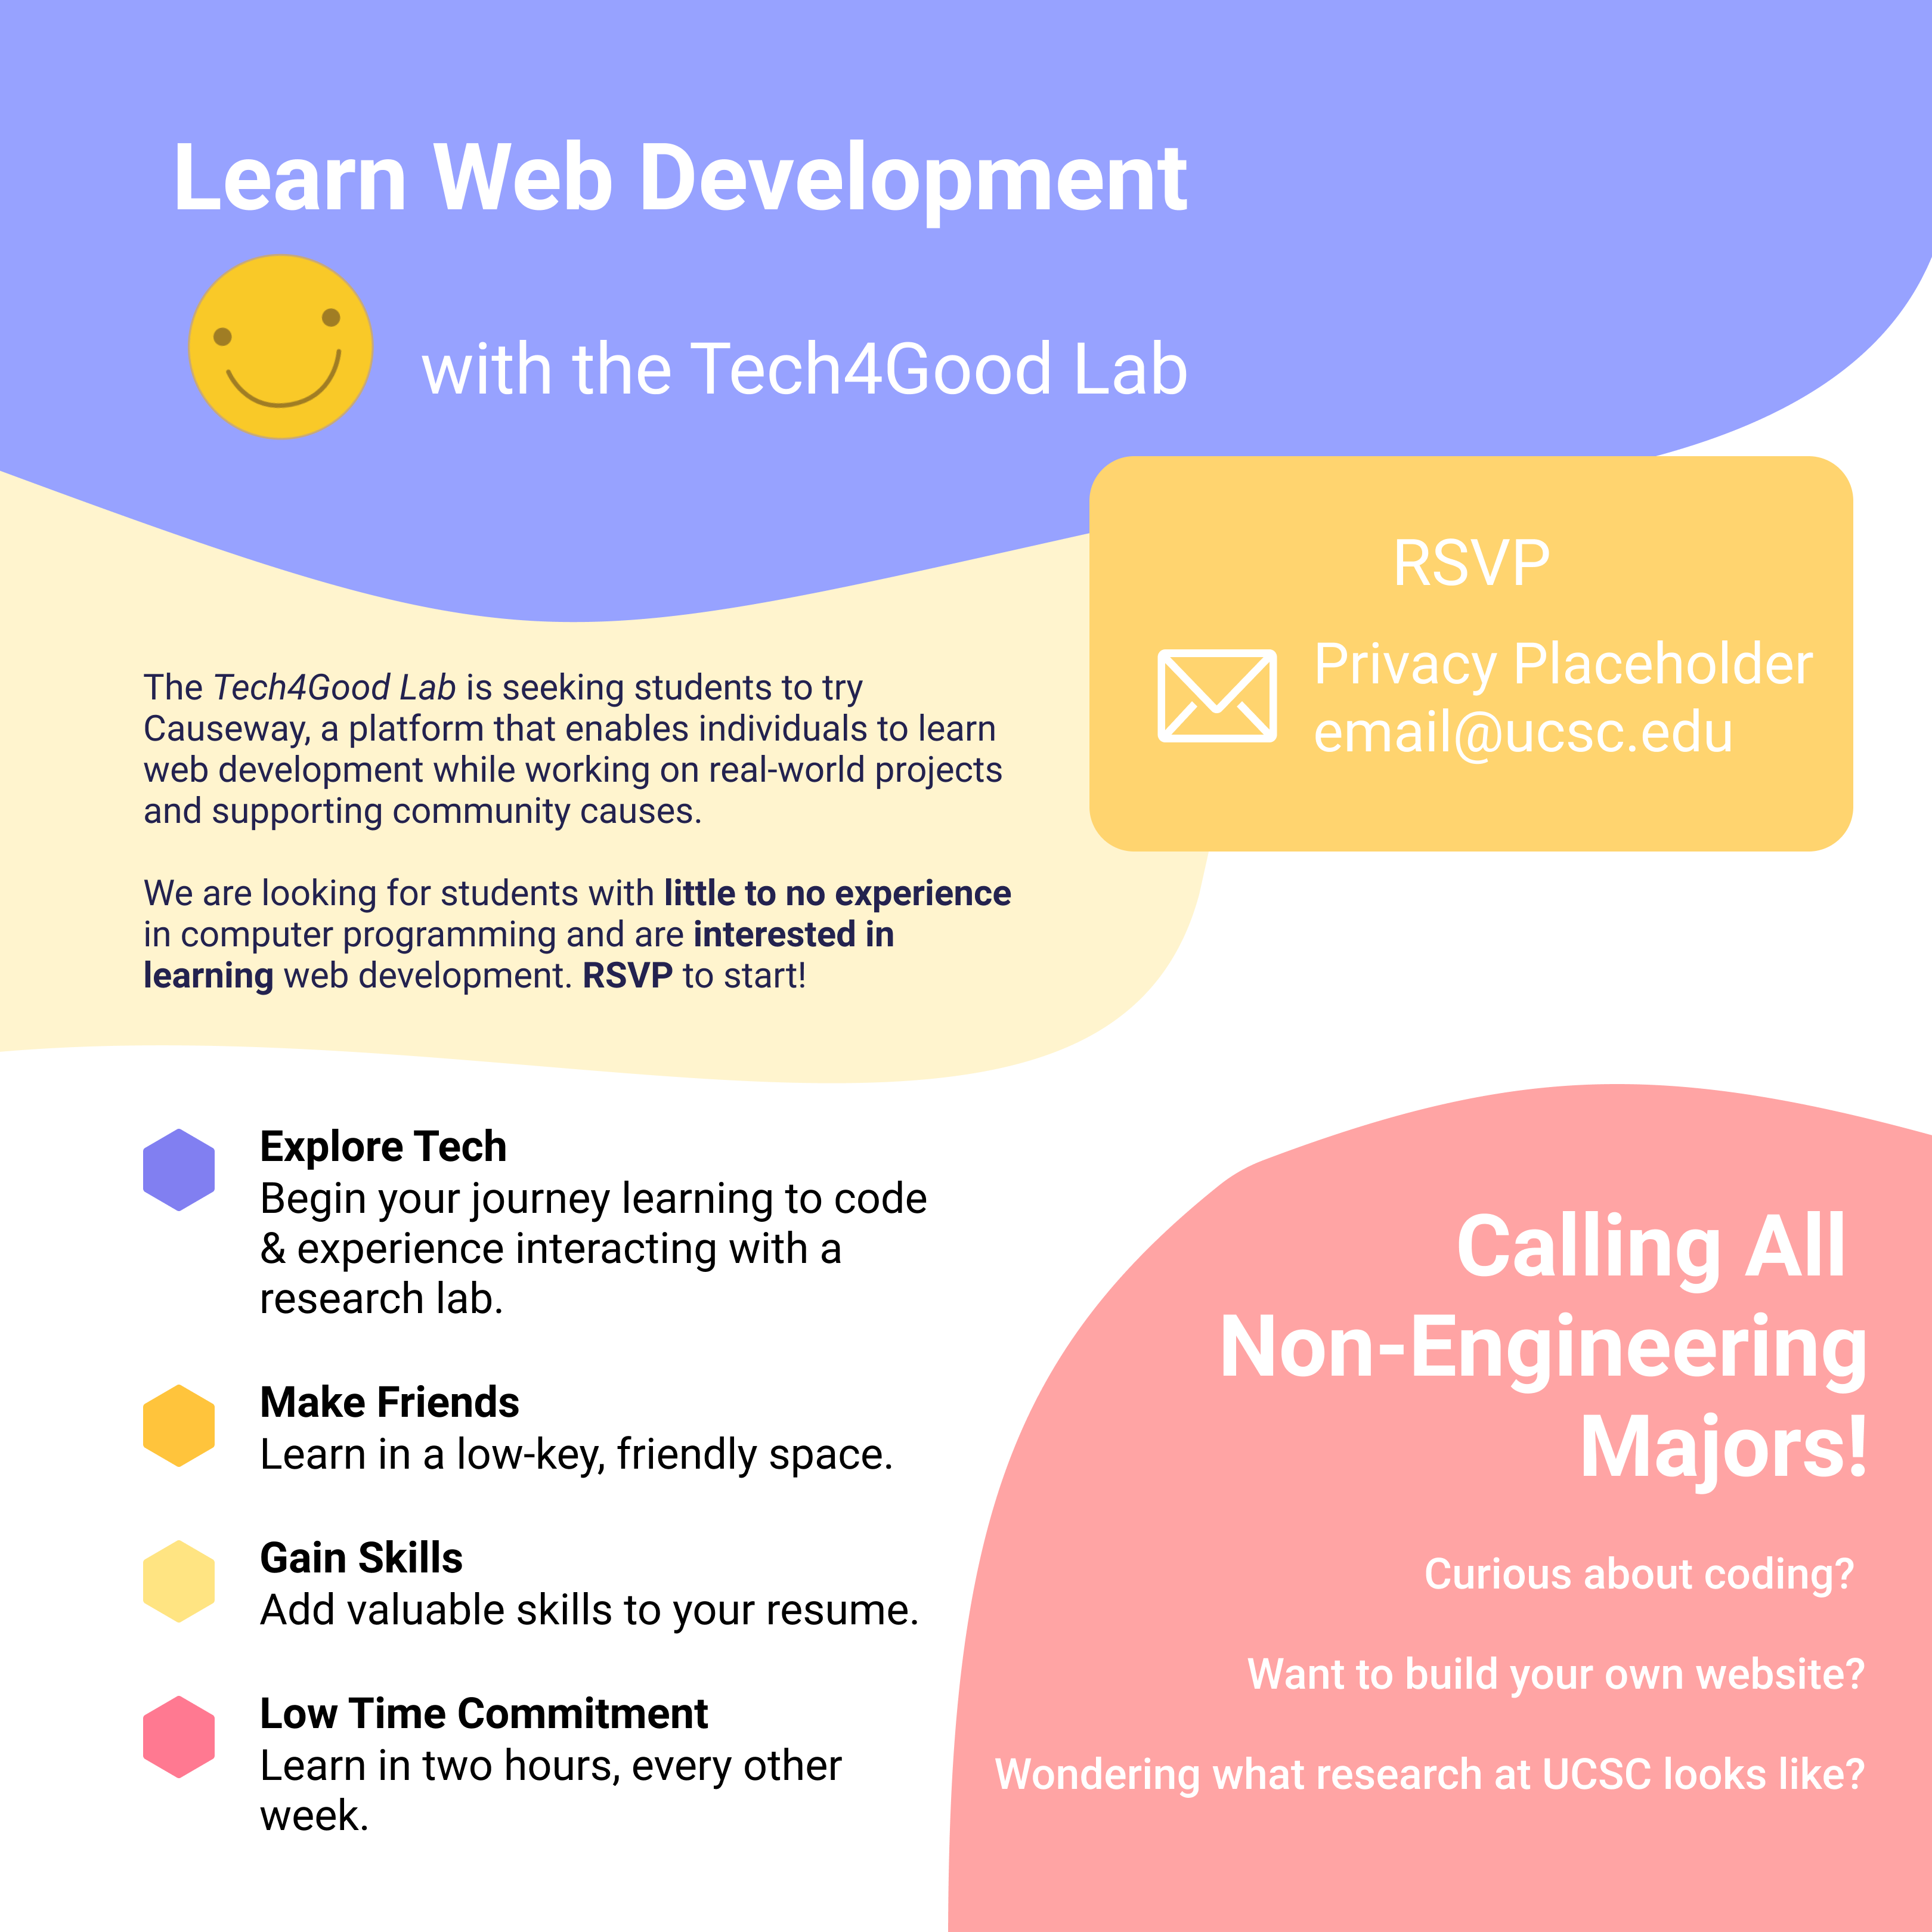 Learn Web Development
with the Tech4Good Lab
RSVP
Privacy Placeholder
email@ucsc.edu
The Tech4Good Lab is seeking students to try
Causeway, a platform that enables individuals to learn
web development while working on real-world projects
and supporting community causes.
We are looking for students with little to no experience
in computer programming and are interested in
learning web development. RSVP to start!
Explore Tech
Begin your journey learning to code
& experience interacting with a
research lab.
Make Friends
Learn in a low-key, friendly space.
Gain Skills
Add valuable skills to your resume.
Low Time Commitment
Learn in two hours, every other
week.
Calling All
Non-Engineering
Majors!
Curious about coding?
Want to build your own website?
Wondering what research at UCSC looks like?